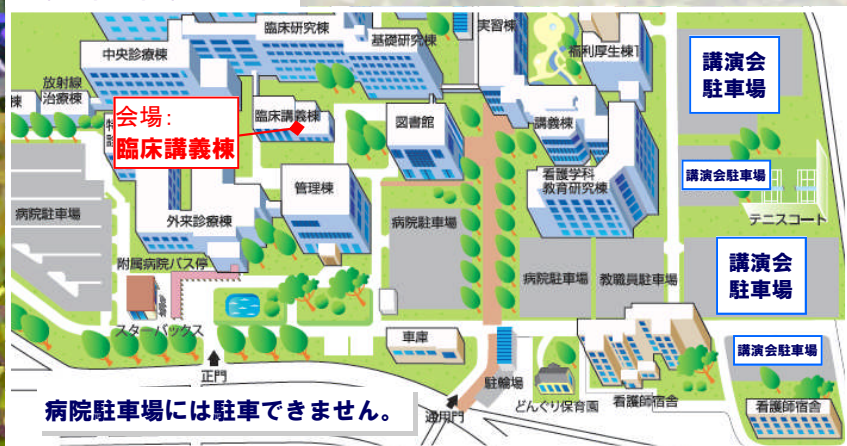 臨床研究棟
実習棟
中央診療棟
基礎研究棟
福利厚生棟
講演会
駐車場
放射線
治療棟
棟
会場:
臨床講義棟
臨床講義棟
図書館
講義棟
講演会駐車場
看護学科
教育研究棟
管理棟
病院駐車場
外来診療棟
病院駐車場
テニスコート
附属病院バス停
病院駐車場
教職員駐車場
講演会
駐車場
スターバックス
車庫
講演会駐車場
正門
駐輪場
通用門
どんぐり保育園
看護師宿舎
看護師宿舎
病院駐車場には駐車できません。